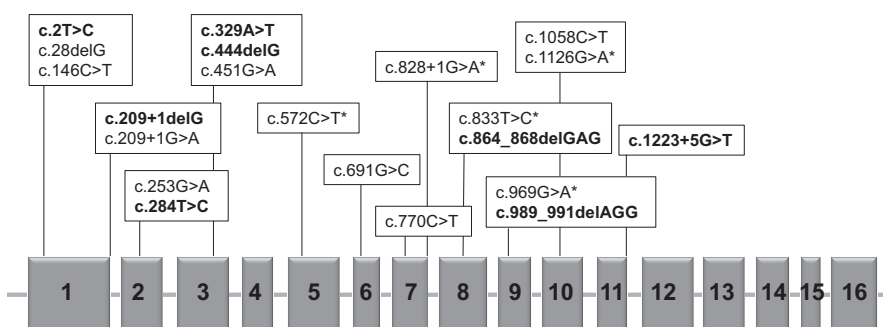 c.2T>C
c.28delG
c.146C>T
c.329A>T
c.444delG
c.451G>A
c.828+1G>A*
c.1058C>T
c.1126G>A*
c.209+1delG
c.209+1G>A
c.572C>T*
c.833T>C*
c.864_868delGAG
c.1223+5G>T
c.253G>A
c.284T>C
c.691G>C
c.770C>T
c.969G>A*
c.989_991delAGG
1 2 3 4 5 6 7 8 9 10 11 12 13 14 15 16